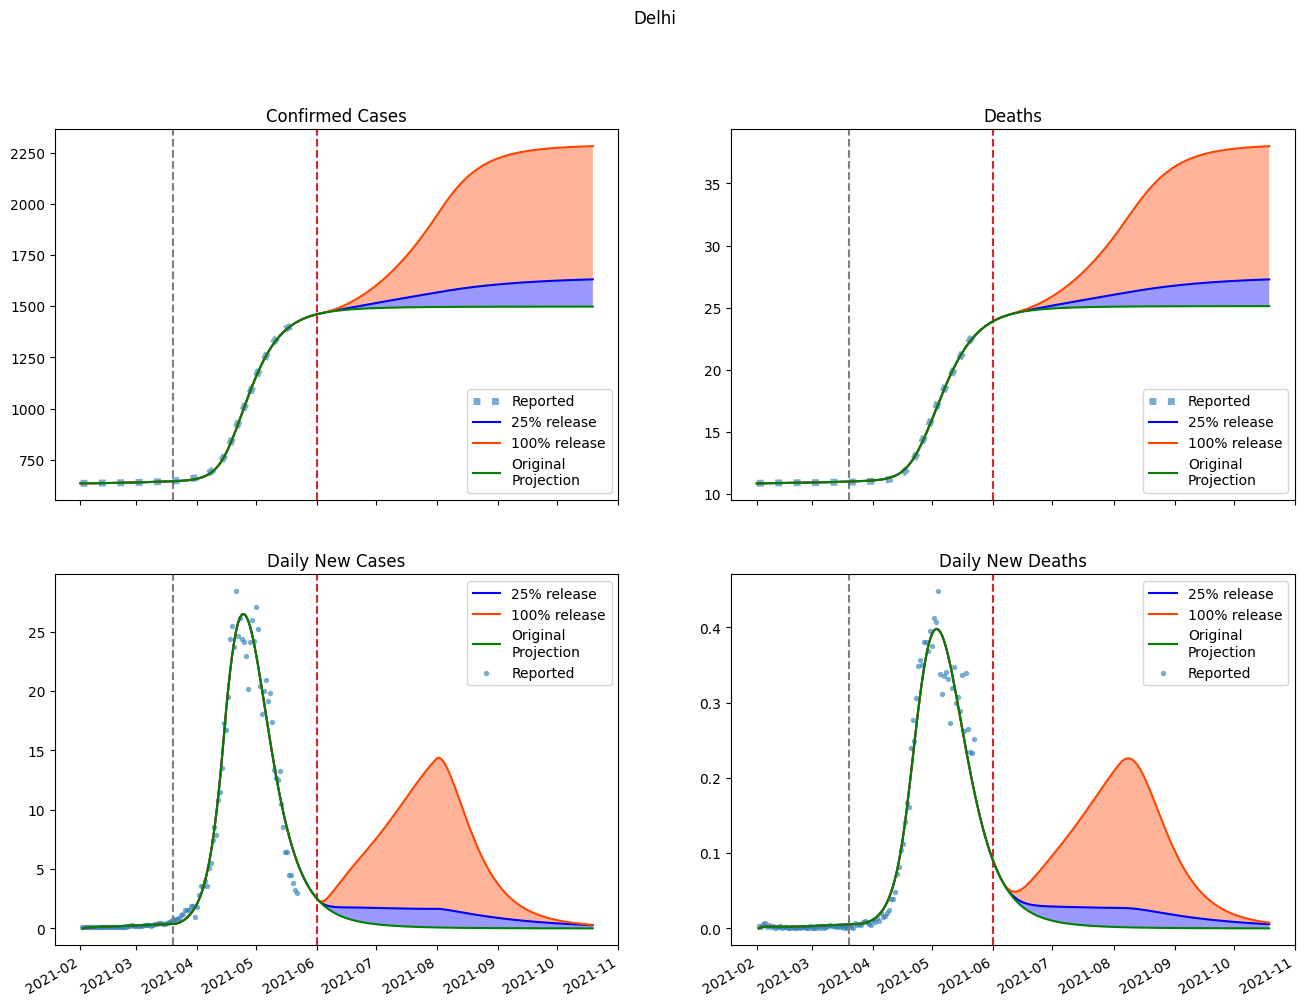 Delhi
Confirmed Cases
2250
2000
1750
1500
1250
1000
750
Reported
25% release
100% release
Original
Projection
Deaths
35
30
25
20
15
10
Reported
25% release
100% release
Original
Projection
Daily New Cases
25
20
15
10
5
0
25% release
100% release
Original
Projection
Reported
2021-02
2021-03
2021-04
2021-05
2021-06
2021-07
2021-08
2021-09
2021-10
2021-11
Daily New Deaths
0.4
0.3
0.2
0.1
0.0
25% release
100% release
Original
Projection
Reported
2021-02
2021-03
2021-04
2021-05
2021-06
2021-07
2021-08
2021-09
2021-10
2021-11